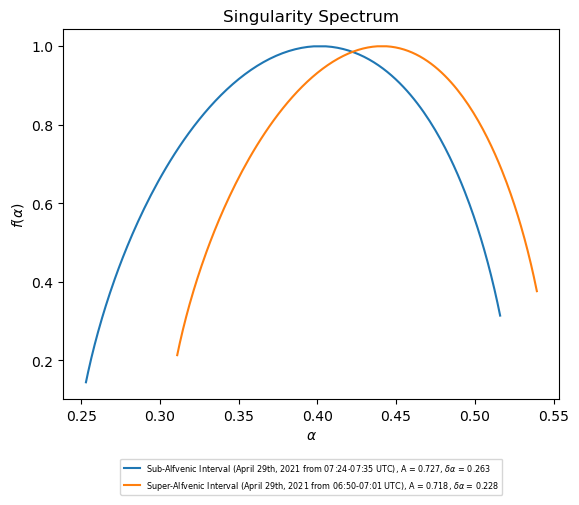 Singularity Spectrum
1.0
0.8
0.6
0.4
0.2
f(α)
0.25 0.30 0.35 0.40 0.45 0.50 0.55
α
Sub-Alfvenic Interval (April 29th, 2021 from 07:24-07:35 UTC), A = 0.727, δα = 0.263
Super-Alfvenic Interval (April 29th, 2021 from 06:50-07:01 UTC), A = 0.718, δα = 0.228